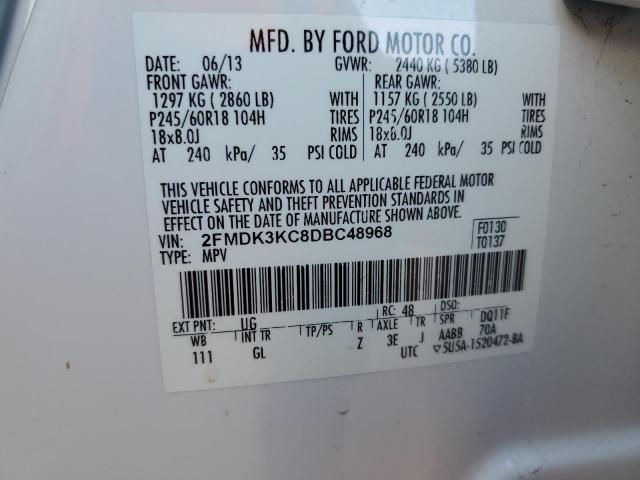 MFD. BY FORD MOTOR CO.
DATE: 06/13 GVWR: 2440 KG ( 5380 LB)
FRONT GAWR: REAR GAWR:
1297 KG ( 2860 LB) WITH 1157 KG ( 2550 LB) WITH
P245/60R18 104H TIRES P245/60R18 104H TIRES
18x8.0J RIMS 18x8.0J RIMS
AT 240 kPa/ 35 PSI COLD AT 240 kPa/ 35 PSI COLD
THIS VEHICLE CONFORMS TO ALL APPLICABLE FEDERAL MOTOR
VEHICLE SAFETY AND THEFT PREVENTION STANDARDS IN
EFFECT ON THE DATE OF MANUFACTURE SHOWN ABOVE.
VIN: 2FMDK3KC8DBC48968 F0130
TYPE: MPV T0137
EXT PNT: UG RC: 48 DSO:
WB INT TR TP/PS R AXLE TR SPR DQ11F
111 GL Z 3E J AABB 70A
UTC ▽5U5A-1520472-BA